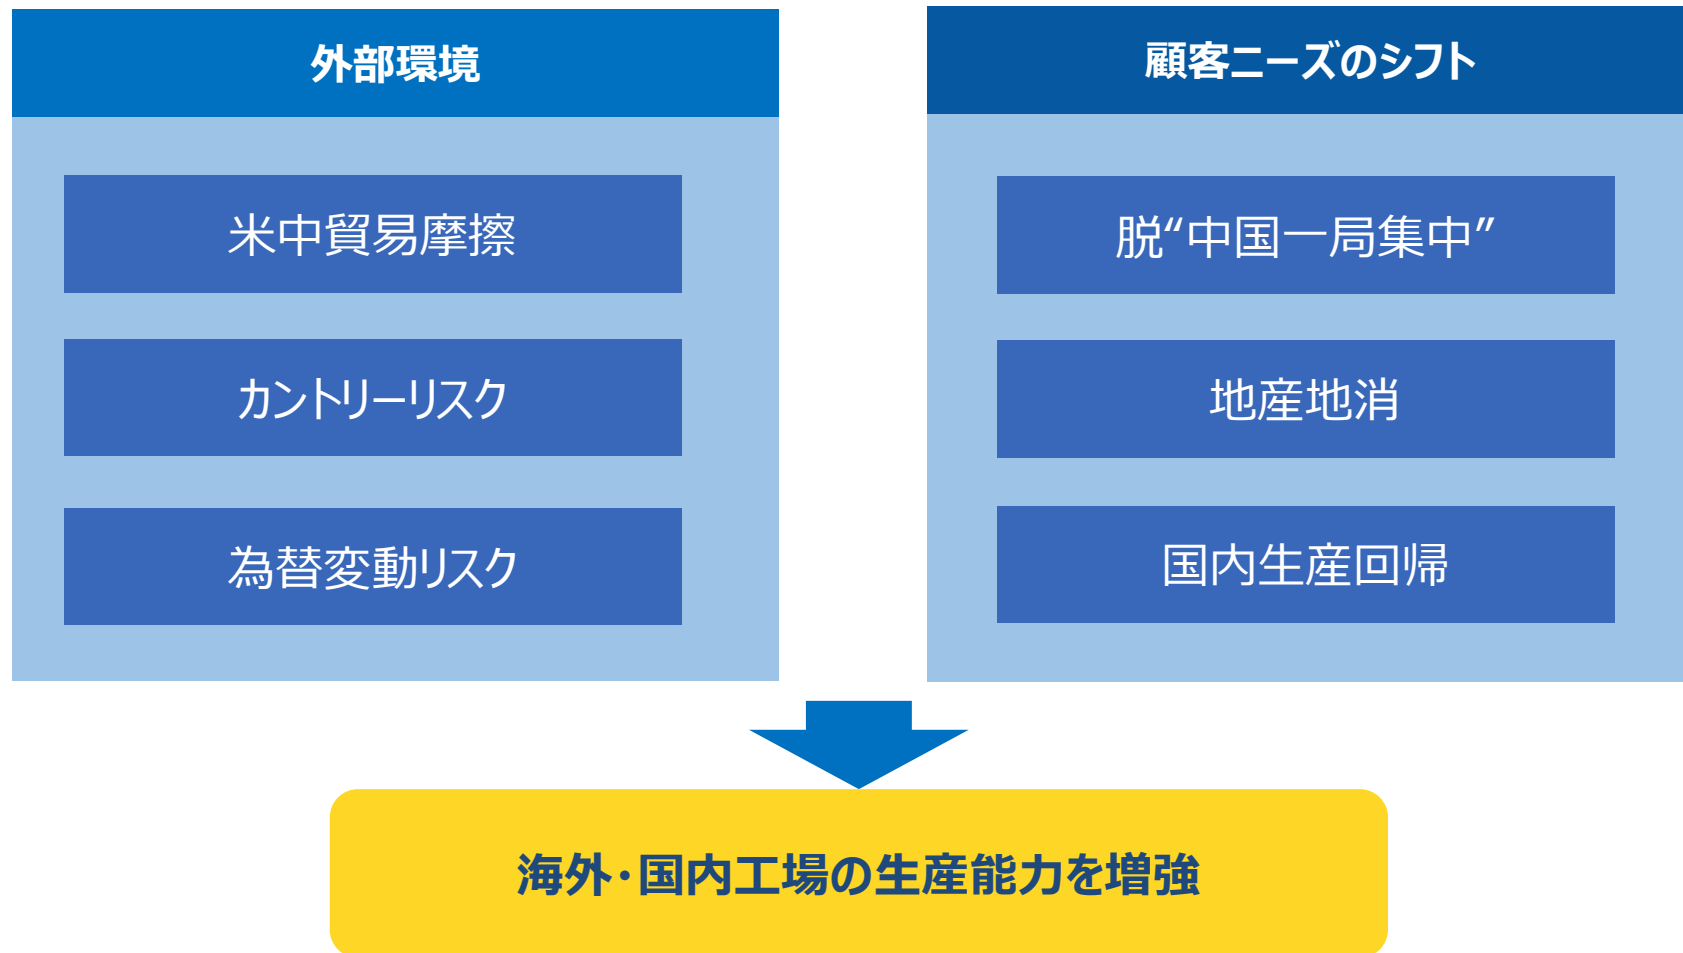 外部環境
米中貿易摩擦
カントリーリスク
為替変動リスク
顧客ニーズのシフト
脱“中国一局集中”
地産地消
国内生産回帰
海外・国内工場の生産能力を増強